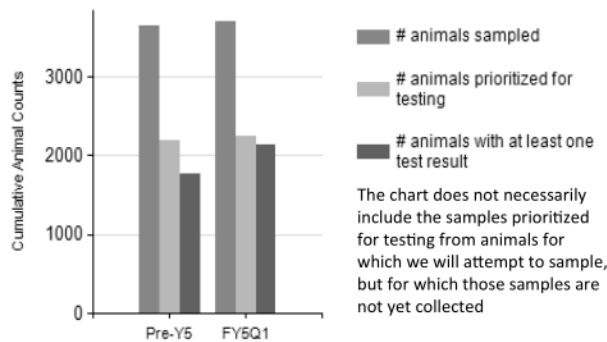 Cumulative Animal Counts
3000
2000
1000
0
Pre-Y5
FY5Q1
# animals sampled
# animals prioritized for
testing
# animals with at least one
test result
The chart does not necessarily
include the samples prioritized
for testing from animals for
which we will attempt to sample,
but for which those samples are
not yet collected